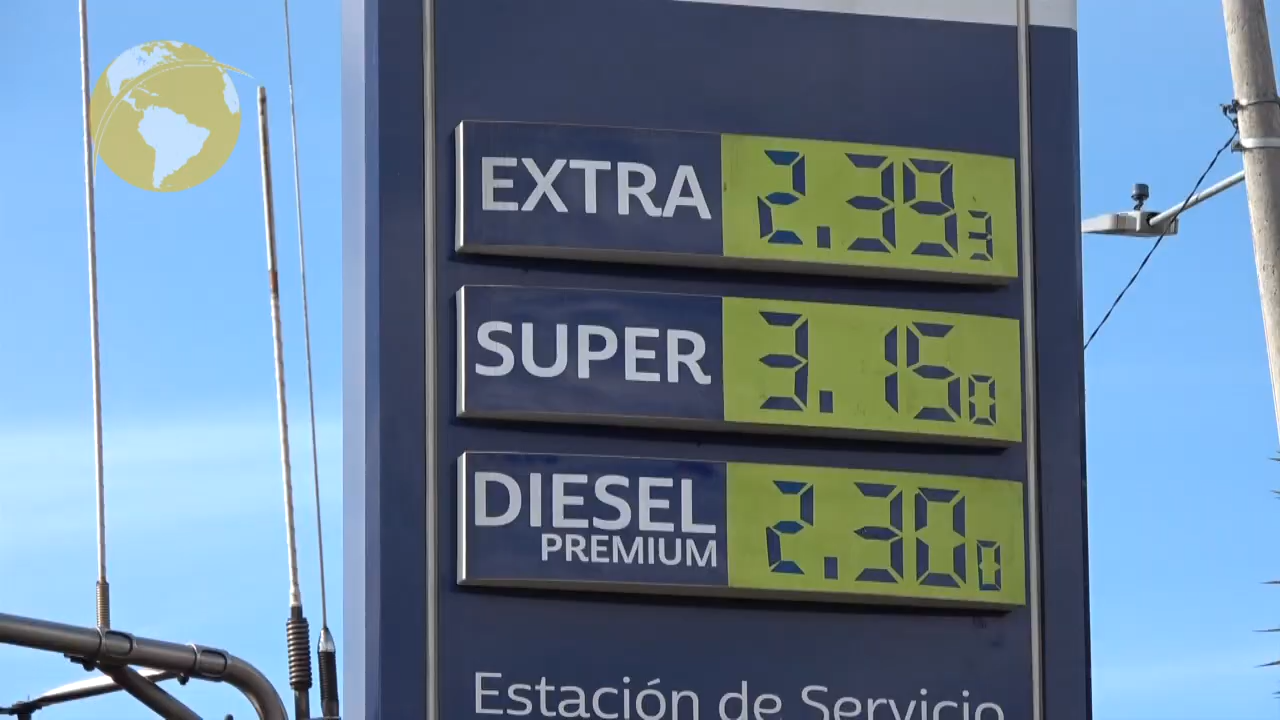 EXTRA 2.393
SUPER 3.150
DIESEL 2.300
PREMIUM
Estación de Servicio